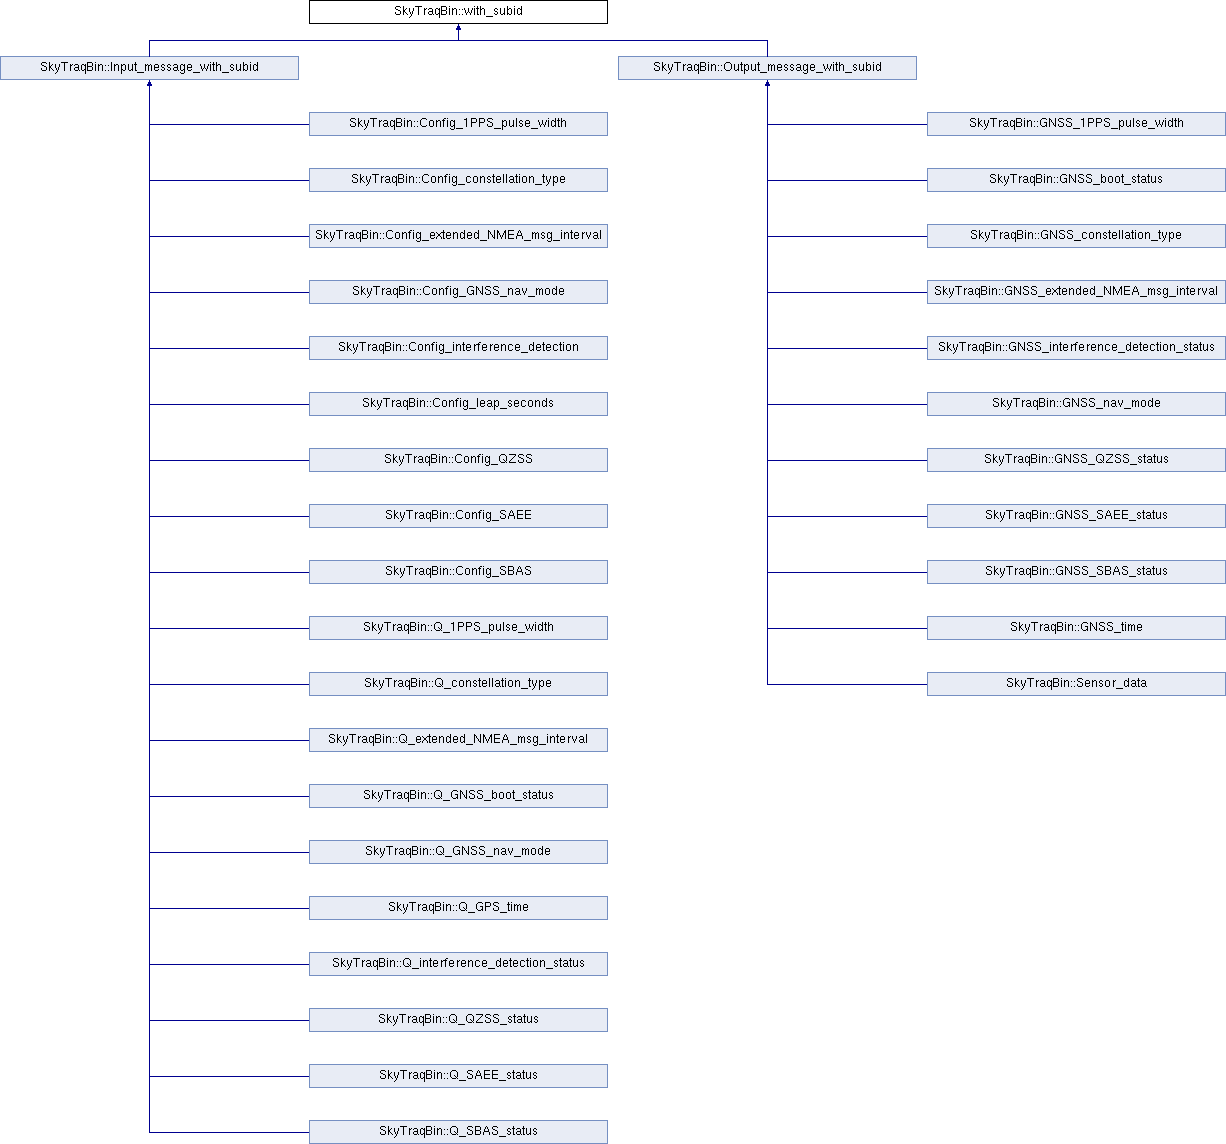 SkyTraqBin::with_subid
SkyTraqBin::Input_message_with_subid
SkyTraqBin::Output_message_with_subid
SkyTraqBin::Config_1PPS_pulse_width
SkyTraqBin::GNSS_1PPS_pulse_width
SkyTraqBin::Config_constellation_type
SkyTraqBin::GNSS_boot_status
SkyTraqBin::Config_extended_NMEA_msg_interval
SkyTraqBin::GNSS_constellation_type
SkyTraqBin::Config_GNSS_nav_mode
SkyTraqBin::GNSS_extended_NMEA_msg_interval
SkyTraqBin::Config_interference_detection
SkyTraqBin::GNSS_interference_detection_status
SkyTraqBin::Config_leap_seconds
SkyTraqBin::GNSS_nav_mode
SkyTraqBin::Config_QZSS
SkyTraqBin::GNSS_QZSS_status
SkyTraqBin::Config_SAEE
SkyTraqBin::GNSS_SAEE_status
SkyTraqBin::Config_SBAS
SkyTraqBin::GNSS_SBAS_status
SkyTraqBin::Q_1PPS_pulse_width
SkyTraqBin::GNSS_time
SkyTraqBin::Q_constellation_type
SkyTraqBin::Sensor_data
SkyTraqBin::Q_extended_NMEA_msg_interval
SkyTraqBin::Q_GNSS_boot_status
SkyTraqBin::Q_GNSS_nav_mode
SkyTraqBin::Q_GPS_time
SkyTraqBin::Q_interference_detection_status
SkyTraqBin::Q_QZSS_status
SkyTraqBin::Q_SAEE_status
SkyTraqBin::Q_SBAS_status